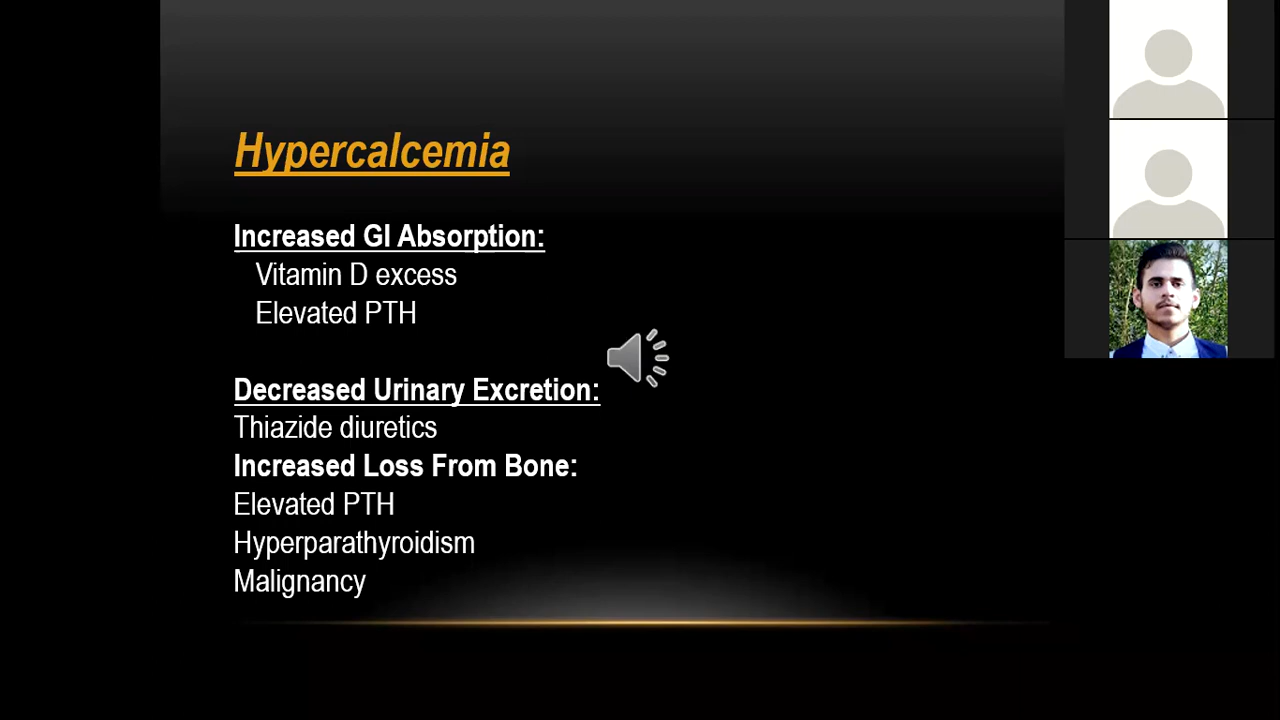 Hypercalcemia
Increased GI Absorption:
Vitamin D excess
Elevated PTH
Decreased Urinary Excretion:
Thiazide diuretics
Increased Loss From Bone:
Elevated PTH
Hyperparathyroidism
Malignancy